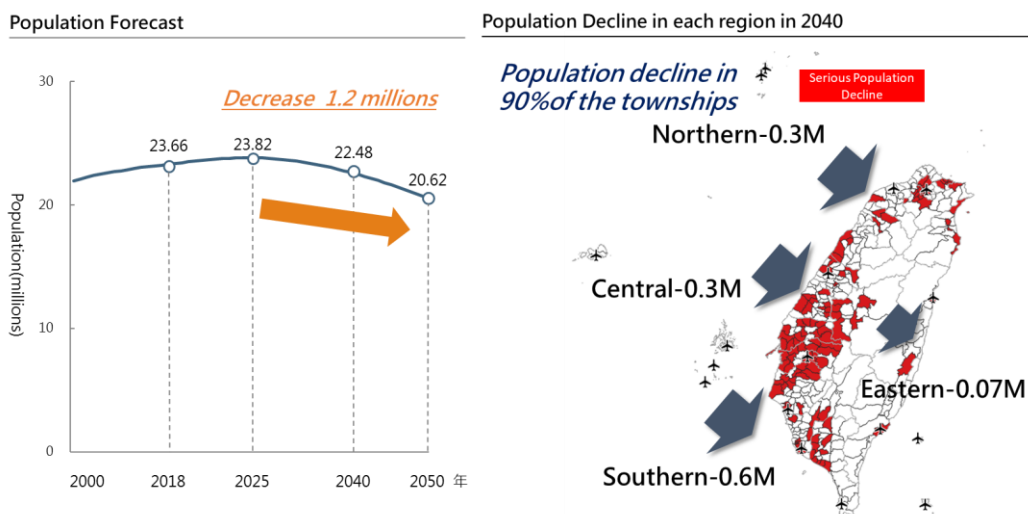 Population Forecast
30
20
10
0
Population(millions)
Decrease 1.2 millions
23.66
23.82
22.48
20.62
2000
2018
2025
2040
2050 年
Population Decline in each region in 2040
Population decline in
90%of the townships
Serious Population
Decline
Northern-0.3M
Central-0.3M
Eastern-0.07M
Southern-0.6M